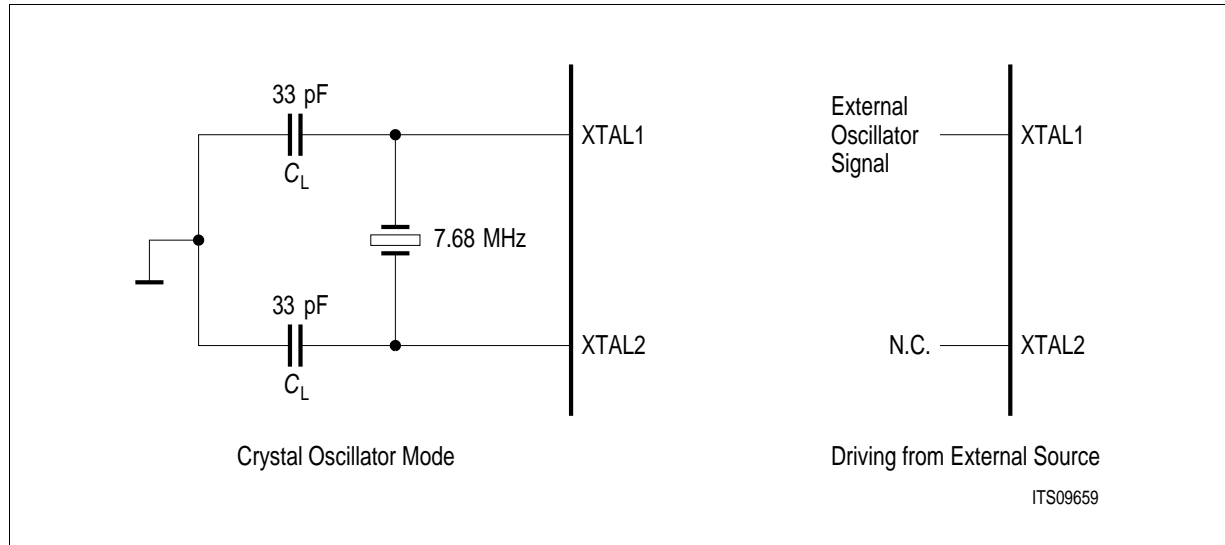 33 pF
C_L
XTAL1
7.68 MHz
33 pF
C_L
XTAL2
Crystal Oscillator Mode
External
Oscillator
Signal
XTAL1
N.C.
XTAL2
Driving from External Source
ITS09659